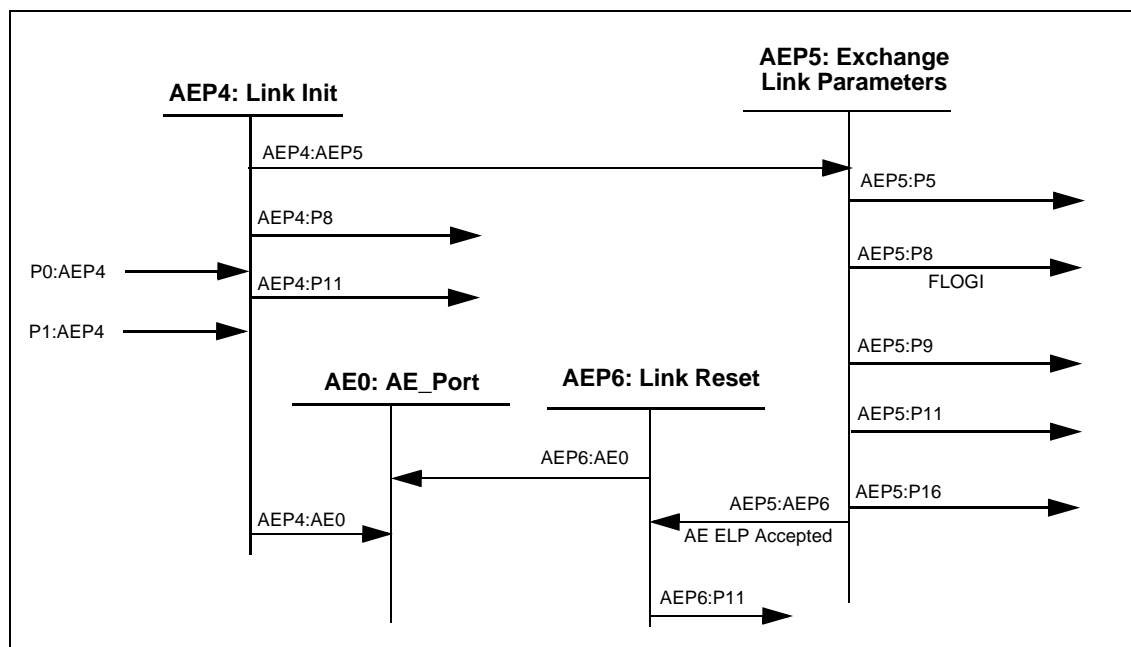 AEP5: Exchange
Link Parameters
AEP4: Link Init
AEP4:AEP5
AEP5:P5
AEP4:P8
AEP5:P8
FLOGI
P0:AEP4
AEP4:P11
P1:AEP4
AEP5:P9
AE0: AE_Port
AEP6: Link Reset
AEP5:P11
AEP6:AE0
AEP5:P16
AEP5:AEP6
AE ELP Accepted
AEP4:AE0
AEP6:P11